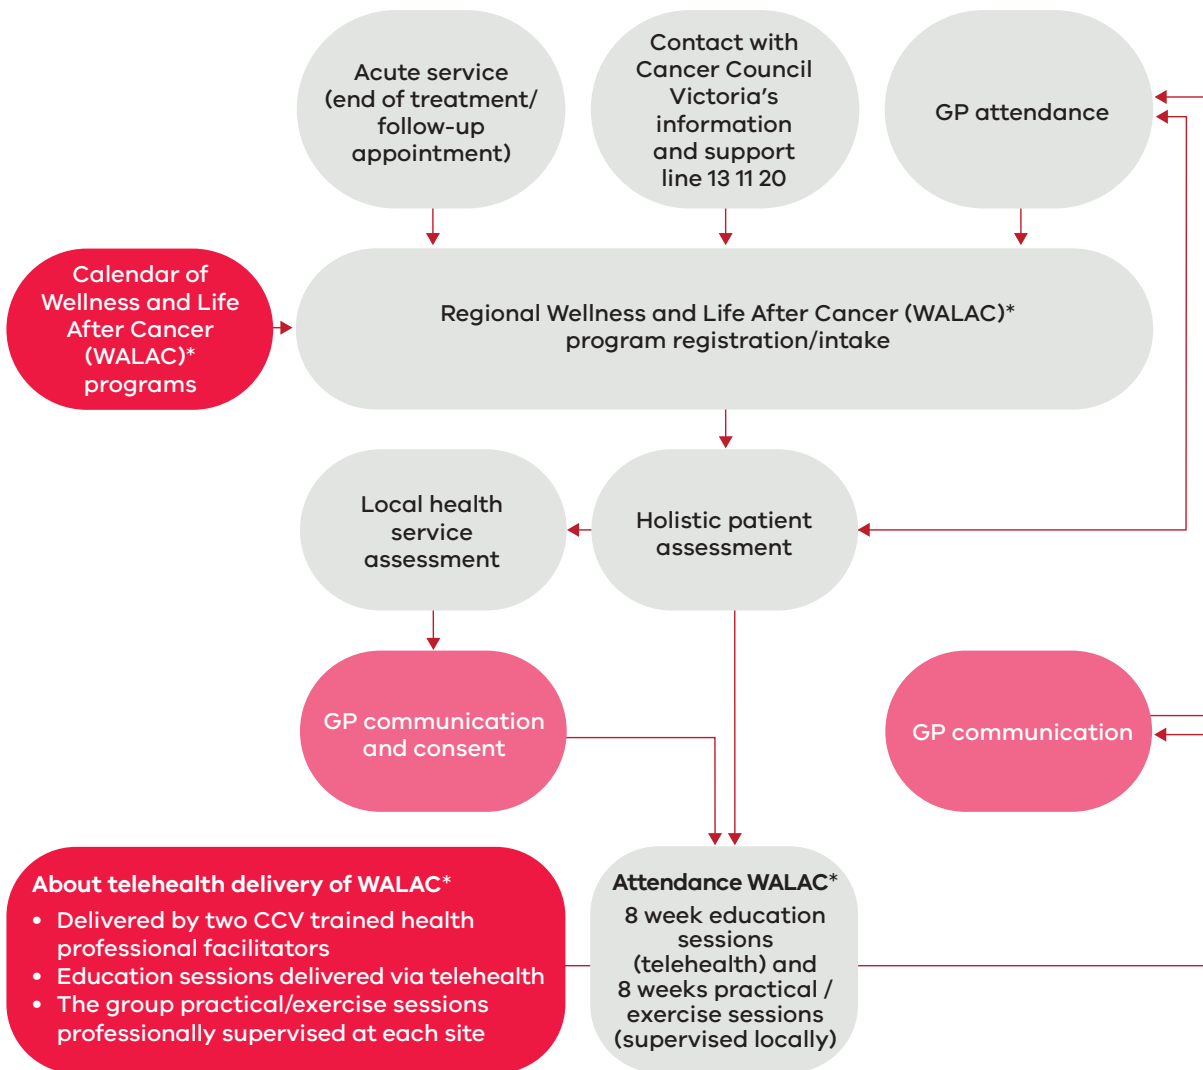 Acute service
(end of treatment/
follow-up
appointment)
Contact with
Cancer Council
Victoria's
information
and support
line 13 11 20
GP attendance
Calendar of
Wellness and Life
After Cancer
(WALAC)*
programs
Regional Wellness and Life After Cancer (WALAC)*
program registration/intake
Local health
service
assessment
Holistic patient
assessment
GP communication
and consent
GP communication
About telehealth delivery of WALAC*
• Delivered by two CCV trained health
professional facilitators
• Education sessions delivered via telehealth
• The group practical/exercise sessions
professionally supervised at each site
Attendance WALAC*
8 week education
sessions
(telehealth) and
8 weeks practical /
exercise sessions
(supervised locally)